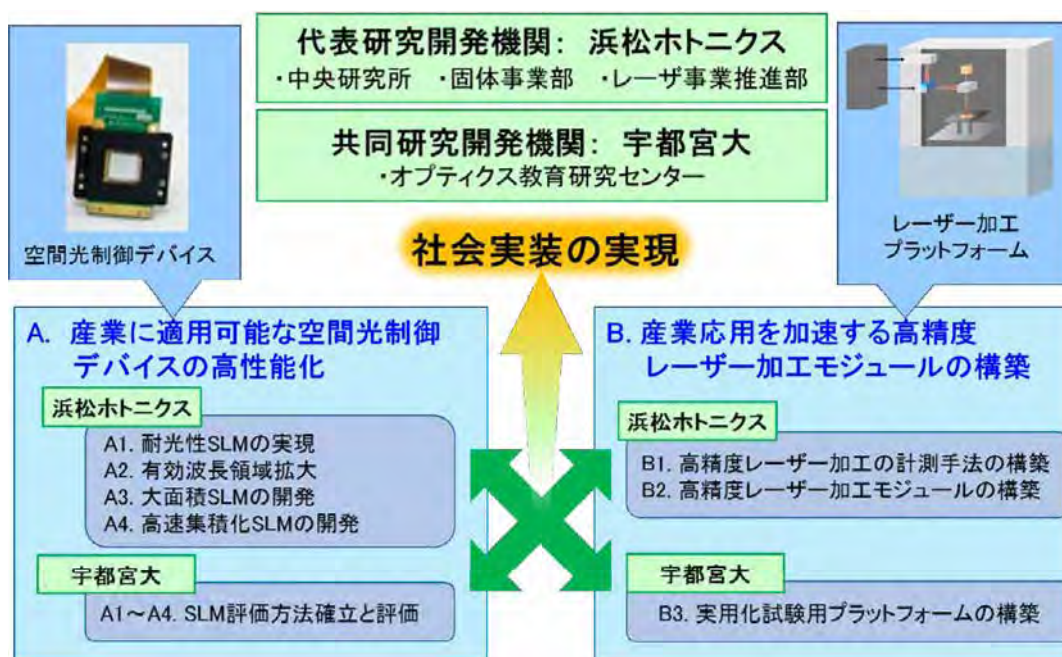 代表研究開発機関： 浜松ホトニクス
・中央研究所 ・固体事業部 ・レーザ事業推進部
共同研究開発機関： 宇都宮大
・オプティクス教育研究センター
空間光制御デバイス
レーザー加工
プラットフォーム
社会実装の実現
A. 産業に適用可能な空間光制御
デバイスの高性能化
浜松ホトニクス
A1. 耐光性SLMの実現
A2. 有効波長領域拡大
A3. 大面積SLMの開発
A4. 高速集積化SLMの開発
宇都宮大
A1～A4. SLM評価方法確立と評価
B. 産業応用を加速する高精度
レーザー加工モジュールの構築
浜松ホトニクス
B1. 高精度レーザー加工の計測手法の構築
B2. 高精度レーザー加工モジュールの構築
宇都宮大
B3. 実用化試験用プラットフォームの構築